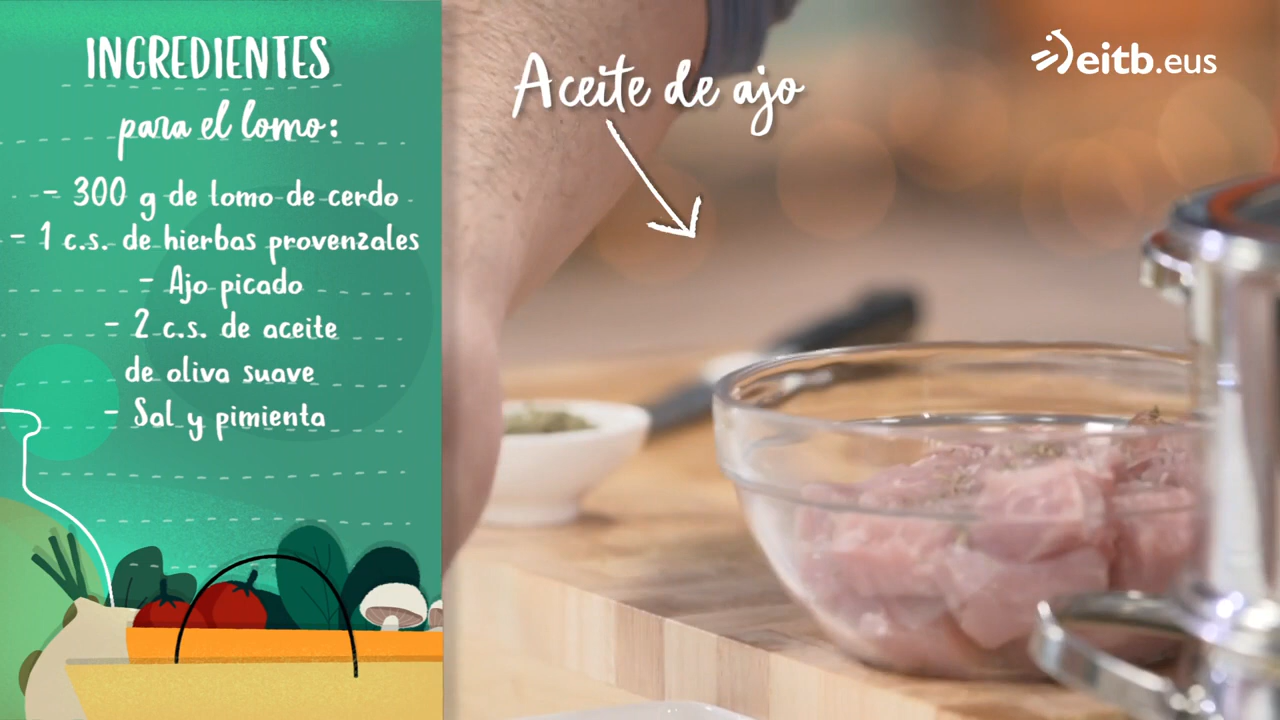 INGREDIENTES
para el lomo:
- 300 g de lomo de cerdo
- 1 c.s. de hierbas provenzales
- Ajo picado
- 2 c.s. de aceite
de oliva suave
- Sal y pimienta
Aceite de ajo
eitb.eus